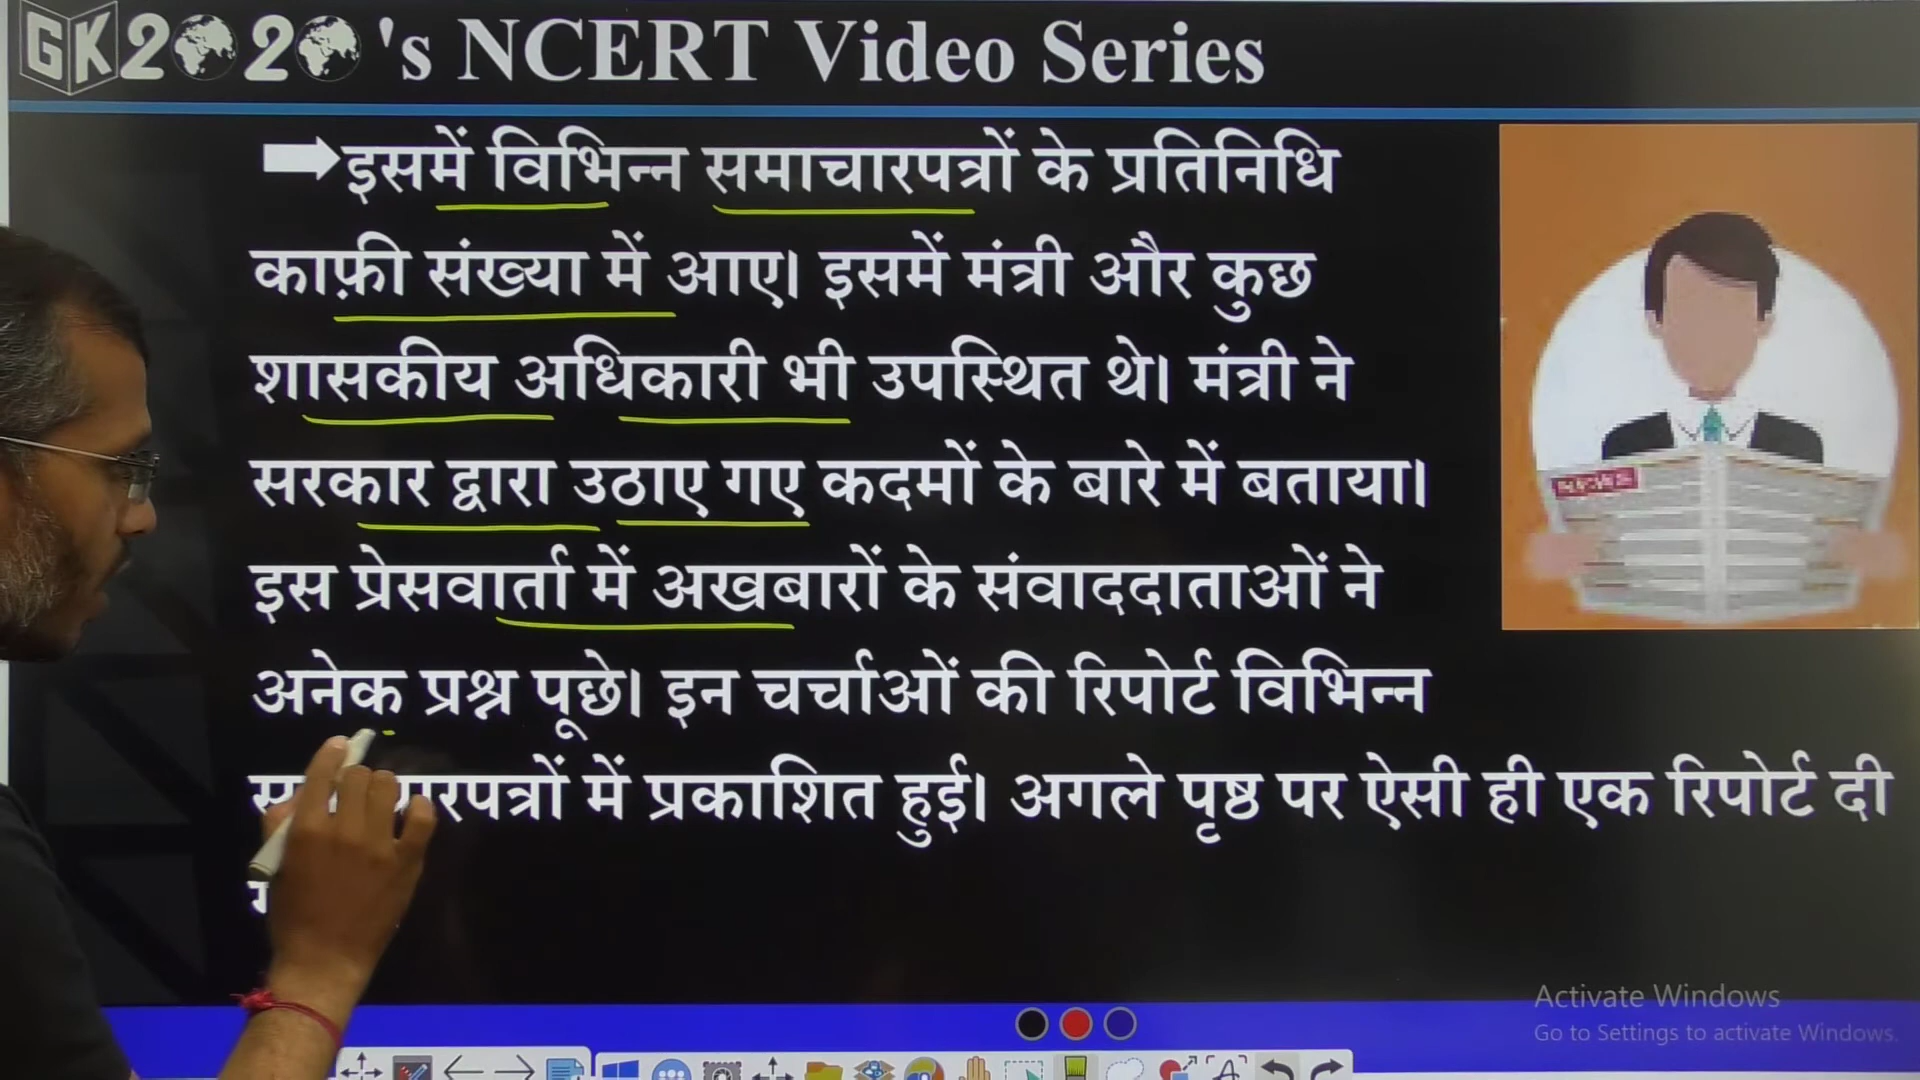 GK2020's NCERT Video Series
इसमें विभिन्न समाचारपत्रों के प्रतिनिधि
काफ़ी संख्या में आए। इसमें मंत्री और कुछ
शासकीय अधिकारी भी उपस्थित थे। मंत्री ने
सरकार द्वारा उठाए गए कदमों के बारे में बताया।
इस प्रेसवार्ता में अखबारों के संवाददाताओं ने
अनेक प्रश्न पूछे। इन चर्चाओं की रिपोर्ट विभिन्न
में प्रकाशित हुई। अगले पृष्ठ पर ऐसी ही एक रिपोर्ट दी
Activate Windows
Go to Settings to activate Windows.